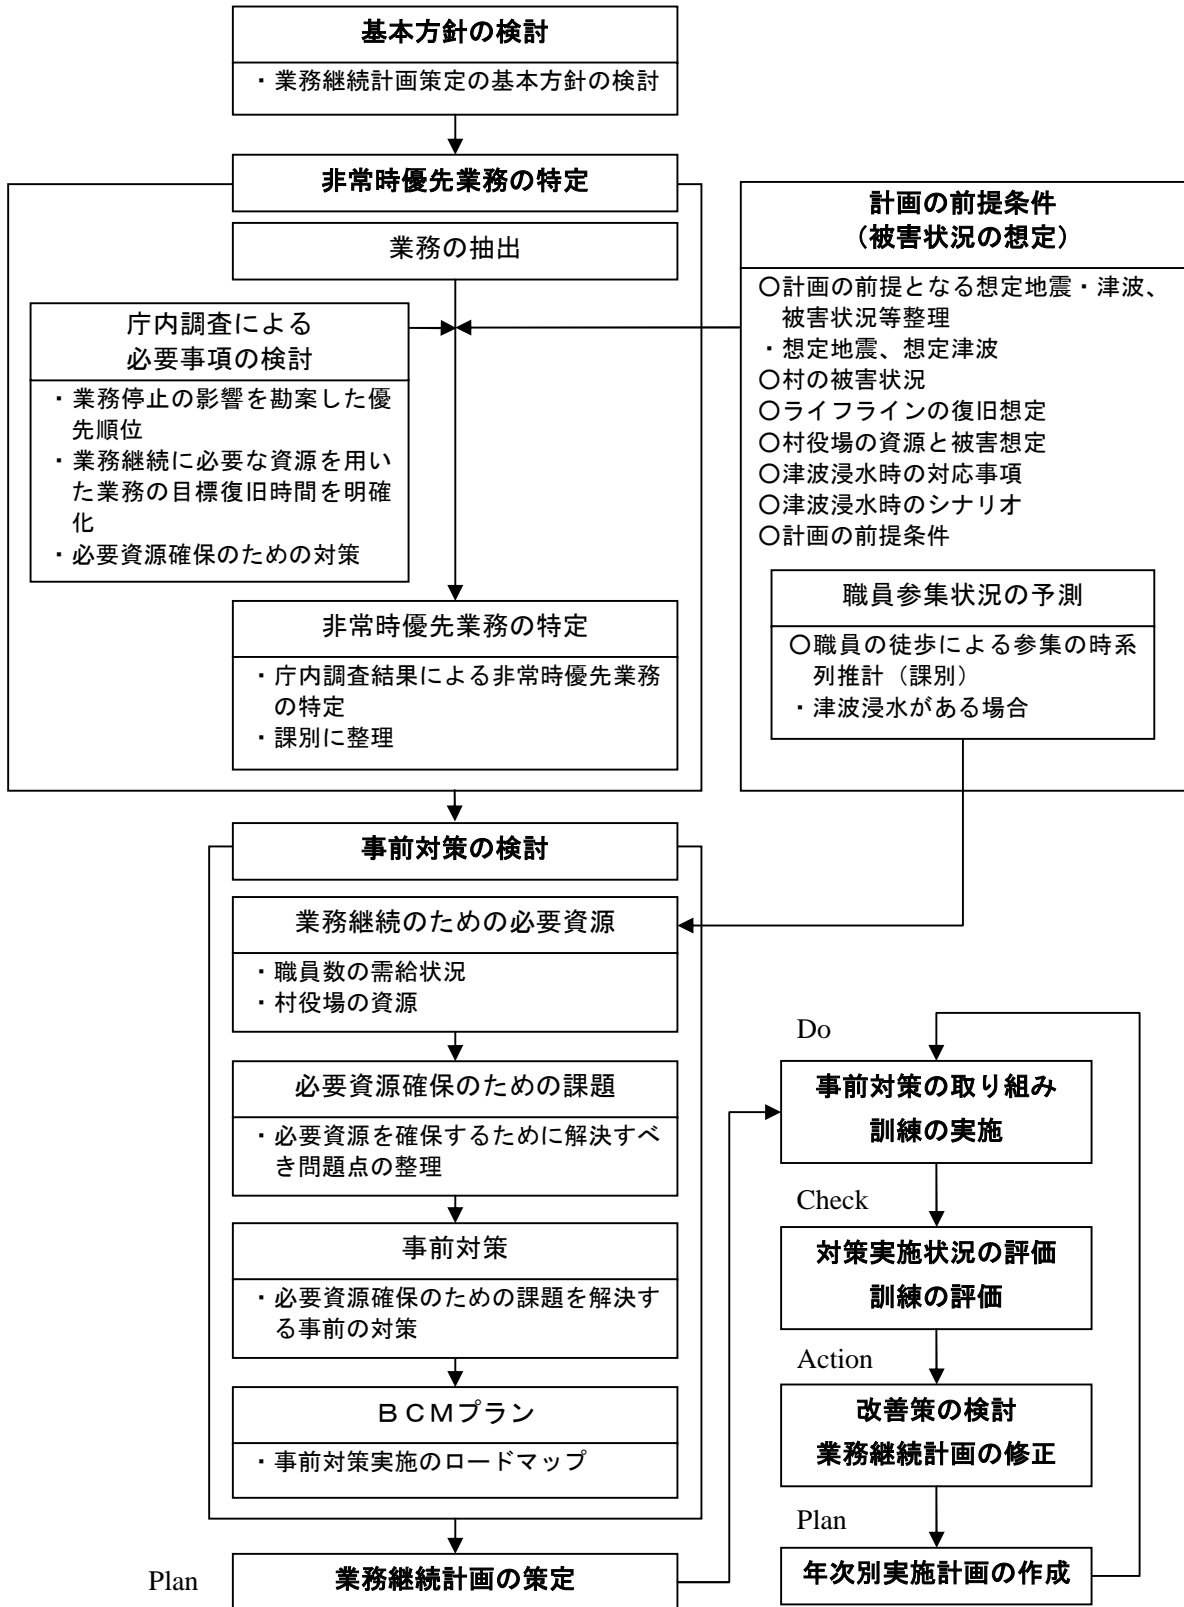 基本方針の検討
・業務継続計画策定の基本方針の検討
非常時優先業務の特定
業務の抽出
庁内調査による
必要事項の検討
・業務停止の影響を勘案した優
先順位
・業務継続に必要な資源を用い
た業務の目標復旧時間を明確
化
・必要資源確保のための対策
非常時優先業務の特定
・庁内調査結果による非常時優先業務
の特定
・課別に整理
計画の前提条件
（被害状況の想定）
○計画の前提となる想定地震・津波、
被害状況等整理
・想定地震、想定津波
○村の被害状況
○ライフラインの復旧想定
○村役場の資源と被害想定
○津波浸水時の対応事項
○津波浸水時のシナリオ
○計画の前提条件
職員参集状況の予測
○職員の徒歩による参集の時系
列推計（課別）
・津波浸水がある場合
事前対策の検討
業務継続のための必要資源
・職員数の需給状況
・村役場の資源
必要資源確保のための課題
・必要資源を確保するために解決すべ
き問題点の整理
事前対策
・必要資源確保のための課題を解決す
る事前の対策
ＢＣＭプラン
・事前対策実施のロードマップ
Plan
業務継続計画の策定
Do
事前対策の取り組み
訓練の実施
Check
対策実施状況の評価
訓練の評価
Action
改善策の検討
業務継続計画の修正
Plan
年次別実施計画の作成